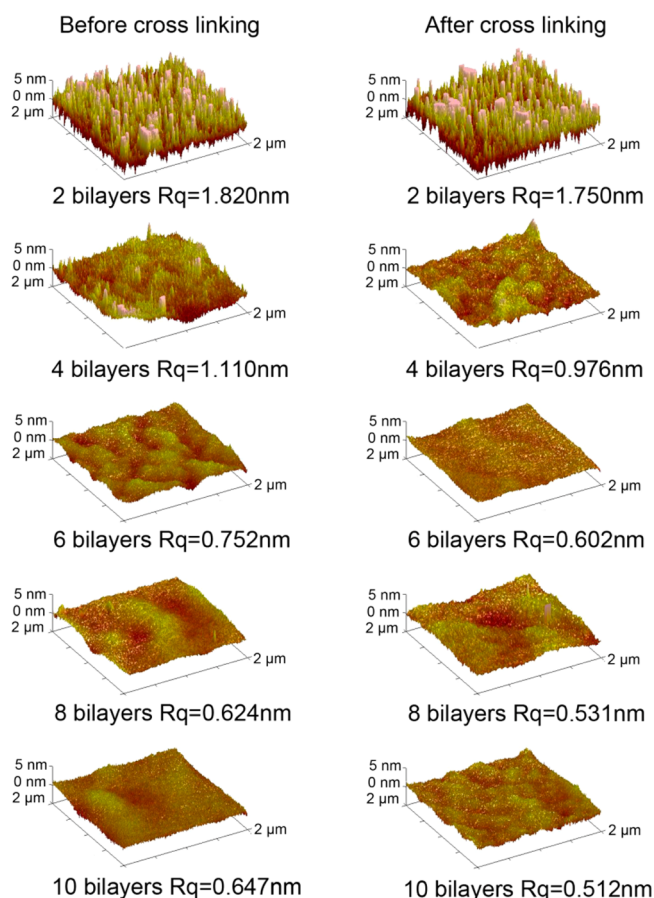 Before cross linking
After cross linking
5 nm
0 nm
2 µm
2 µm
5 nm
0 nm
2 µm
2 µm
2 bilayers Rq=1.820nm
2 bilayers Rq=1.750nm
5 nm
0 nm
2 µm
2 µm
5 nm
0 nm
2 µm
2 µm
4 bilayers Rq=1.110nm
4 bilayers Rq=0.976nm
5 nm
0 nm
2 µm
2 µm
5 nm
0 nm
2 µm
2 µm
6 bilayers Rq=0.752nm
6 bilayers Rq=0.602nm
5 nm
0 nm
2 µm
2 µm
5 nm
0 nm
2 µm
2 µm
8 bilayers Rq=0.624nm
8 bilayers Rq=0.531nm
5 nm
0 nm
2 µm
2 µm
5 nm
0 nm
2 µm
2 µm
10 bilayers Rq=0.647nm
10 bilayers Rq=0.512nm